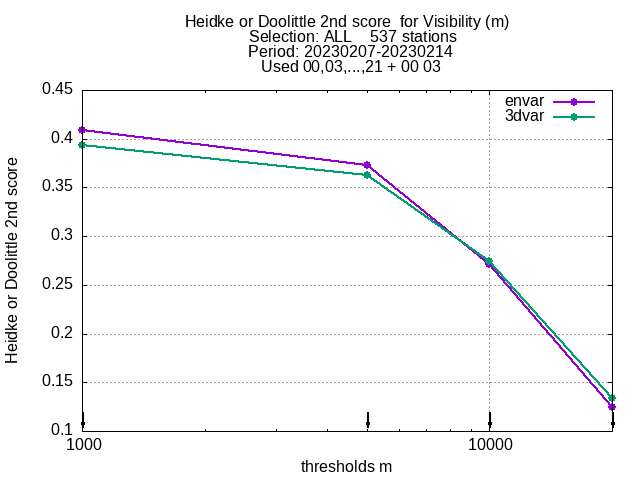 Heidke or Doolittle 2nd score  for Visibility (m)
Selection: ALL    537 stations
Period: 20230207-20230214
Used 00,03,...,21 + 00 03
envar
3dvar
0.45
0.4
0.35
0.3
0.25
0.2
0.15
0.1
Heidke or Doolittle 2nd score
1000
10000
thresholds m